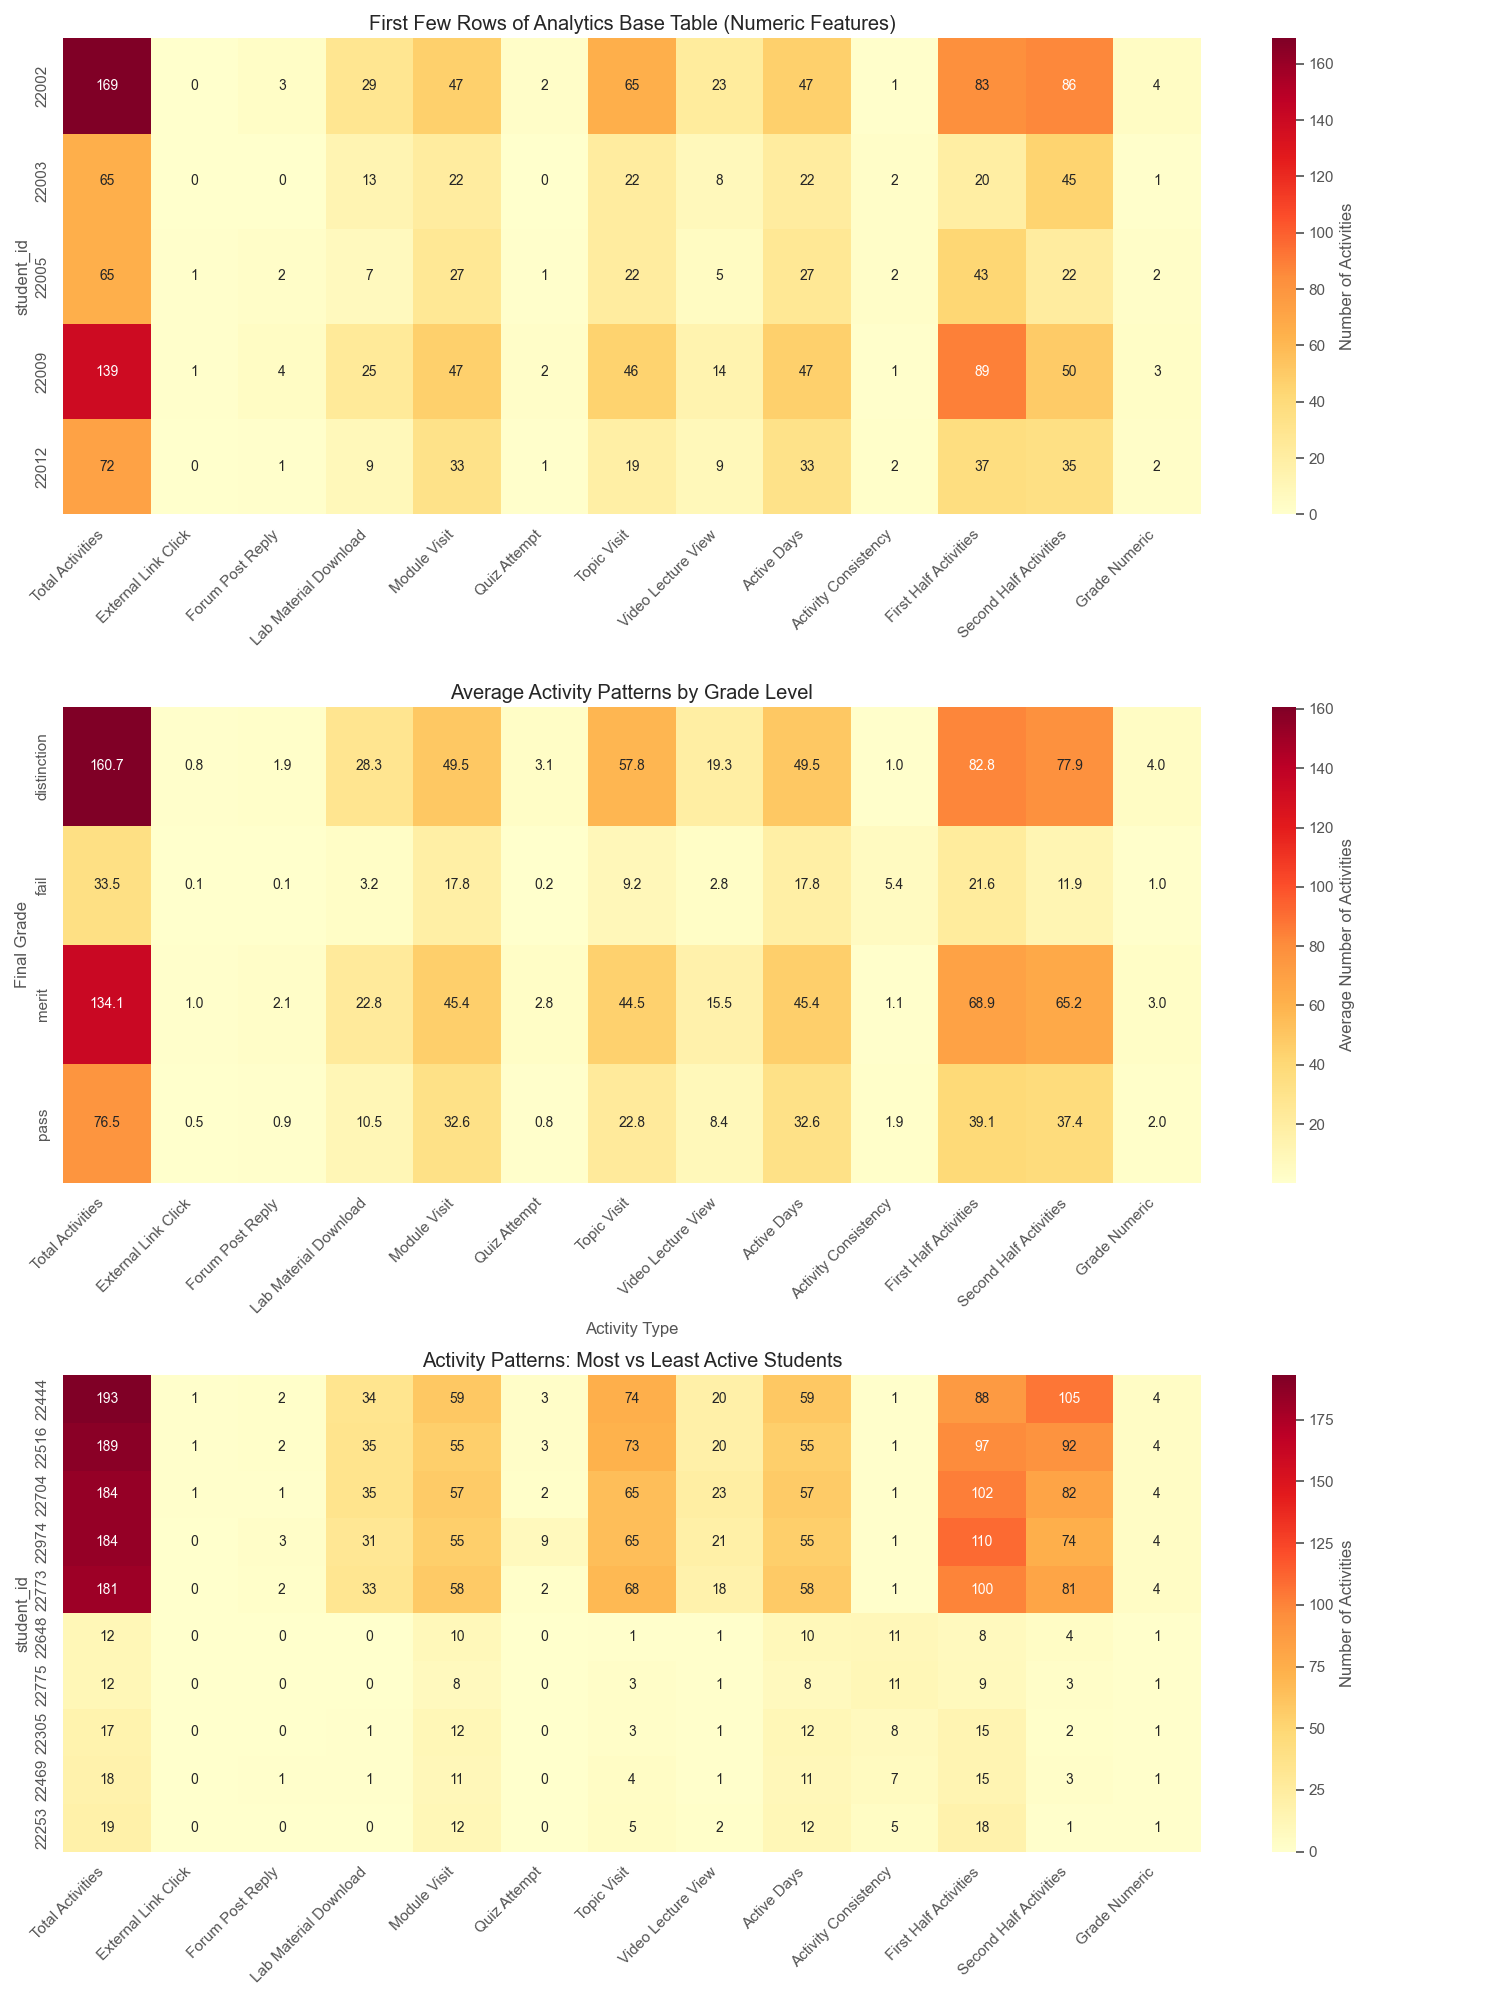 First Few Rows of Analytics Base Table (Numeric Features)
student_id
22002 169 0 3 29 47 2 65 23 47 1 83 86 4
22003 65 0 0 13 22 0 22 8 22 2 20 45 1
22005 65 1 2 7 27 1 22 5 27 2 43 22 2
22009 139 1 4 25 47 2 46 14 47 1 89 50 3
22012 72 0 1 9 33 1 19 9 33 2 37 35 2
Total Activities
External Link Click
Forum Post Reply
Lab Material Download
Module Visit
Quiz Attempt
Topic Visit
Video Lecture View
Active Days
Activity Consistency
First Half Activities
Second Half Activities
Grade Numeric
160
140
120
100
80
60
40
20
0
Number of Activities
Average Activity Patterns by Grade Level
Final Grade
distinction 160.7 0.8 1.9 28.3 49.5 3.1 57.8 19.3 49.5 1.0 82.8 77.9 4.0
fail 33.5 0.1 0.1 3.2 17.8 0.2 9.2 2.8 17.8 5.4 21.6 11.9 1.0
merit 134.1 1.0 2.1 22.8 45.4 2.8 44.5 15.5 45.4 1.1 68.9 65.2 3.0
pass 76.5 0.5 0.9 10.5 32.6 0.8 22.8 8.4 32.6 1.9 39.1 37.4 2.0
Total Activities
External Link Click
Forum Post Reply
Lab Material Download
Module Visit
Quiz Attempt
Topic Visit
Video Lecture View
Active Days
Activity Consistency
First Half Activities
Second Half Activities
Grade Numeric
Activity Type
160
140
120
100
80
60
40
20
Average Number of Activities
Activity Patterns: Most vs Least Active Students
student_id
22444 193 1 2 34 59 3 74 20 59 1 88 105 4
22516 189 1 2 35 55 3 73 20 55 1 97 92 4
22704 184 1 1 35 57 2 65 23 57 1 102 82 4
22974 184 0 3 31 55 9 65 21 55 1 110 74 4
22773 181 0 2 33 58 2 68 18 58 1 100 81 4
22648 12 0 0 0 10 0 1 1 10 11 8 4 1
22775 12 0 0 0 8 0 3 1 8 11 9 3 1
22305 17 0 0 1 12 0 3 1 12 8 15 2 1
22469 18 0 1 1 11 0 4 1 11 7 15 3 1
22253 19 0 0 0 12 0 5 2 12 5 18 1 1
Total Activities
External Link Click
Forum Post Reply
Lab Material Download
Module Visit
Quiz Attempt
Topic Visit
Video Lecture View
Active Days
Activity Consistency
First Half Activities
Second Half Activities
Grade Numeric
175
150
125
100
75
50
25
0
Number of Activities